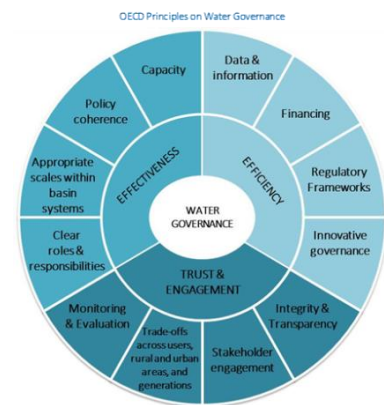 OECD Principles on Water Governance
Capacity
Data &
information
Policy
coherence
Financing
Appropriate
scales within
basin
systems
Regulatory
Frameworks
Clear
roles &
responsibilities
Innovative
governance
EFFECTIVENESS
EFFICIENCY
WATER
GOVERNANCE
TRUST &
ENGAGEMENT
Monitoring
& Evaluation
Trade-offs
across users,
rural and urban
areas, and
generations
Stakeholder
engagement
Integrity &
Transparency